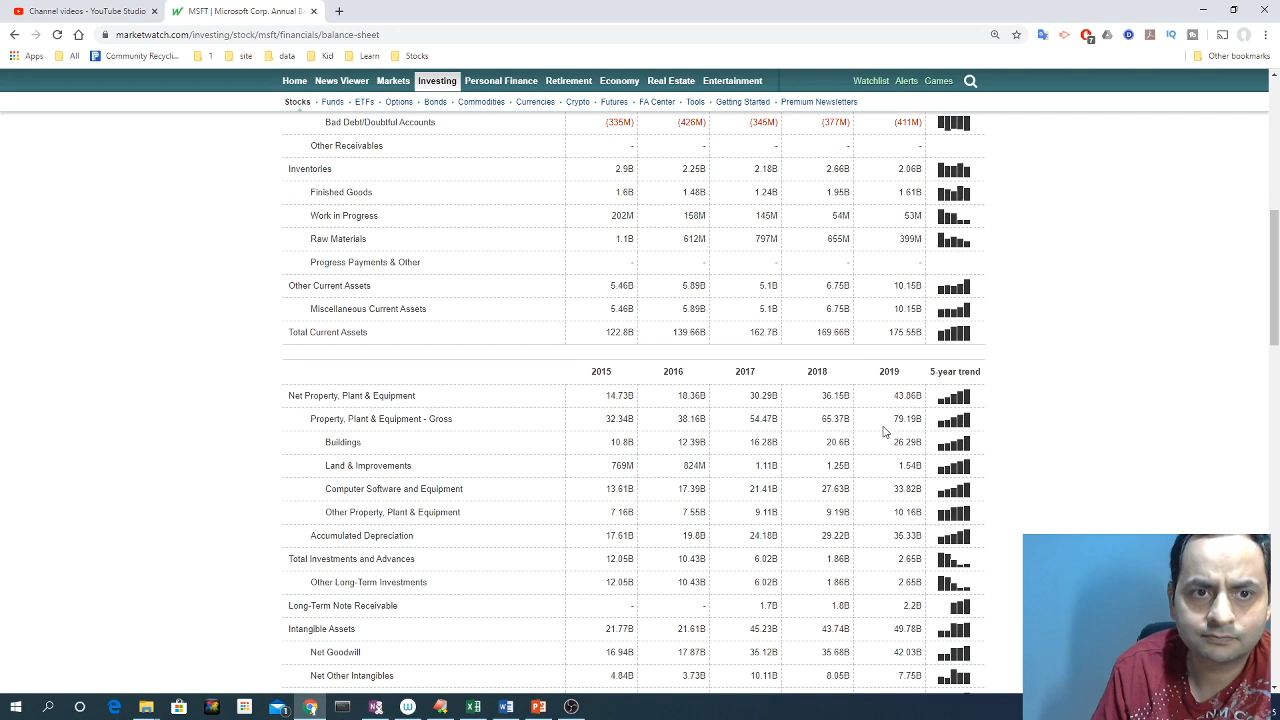 Channel videos - YouTube Studio
MSFT | Microsoft Corp. Annual Ba
marketwatch.com/investing/stock/msft/financials/balance-sheet
7
Apps All Community Recycli... 1 site data Kid Learn Stocks Other bookmarks
Home News Viewer Markets Investing Personal Finance Retirement Economy Real Estate Entertainment Watchlist Alerts Games
Stocks • Funds • ETFs • Options • Bonds • Commodities • Currencies • Crypto • Futures • FA Center • Tools • Getting Started • Premium Newsletters
Bad Debt/Doubtful Accounts (335M) (426M) (345M) (377M) (411M)
Other Receivables - - - - -
Inventories 2.9B 2.25B 2.18B 2.66B 2.06B
Finished Goods 1.6B 1.48B 1.24B 1.95B 1.61B
Work in Progress 202M 158M 145M 54M 53M
Raw Materials 1.1B 612M 797M 655M 399M
Progress Payments & Other - - - - -
Other Current Assets 5.46B 5.89B 5.1B 6.75B 10.15B
Miscellaneous Current Assets 5.46B 5.89B 5.1B 6.75B 10.15B
Total Current Assets 122.8B 139.66B 162.7B 169.66B 175.55B
2015 2016 2017 2018 2019 5-year trend
Net Property, Plant & Equipment 14.73B 18.36B 30.29B 36.15B 43.86B
Property, Plant & Equipment - Gross 32.34B 38.16B 54.47B 65.37B 79.19B
Buildings 10.8B 12.39B 16.28B 20.6B 26.29B
Land & Improvements 769M 824M 1.11B 1.25B 1.54B
Computer Software and Equipment 13.61B 17.39B 21.41B 27.63B 33.82B
Other Property, Plant & Equipment 7.16B 7.55B 9.11B 9.19B 10.16B
Accumulated Depreciation 17.61B 19.8B 24.18B 29.22B 35.33B
Total Investments and Advances 12.05B 10.43B 6.02B 1.86B 2.65B
Other Long-Term Investments 12.05B 10.43B 6.02B 1.86B 2.65B
Long-Term Note Receivable - 1.7B 1.8B 2.2B
Intangible Assets 21.77B 21.61B 45.23B 43.74B 49.78B
Net Goodwill 16.94B 17.87B 35.12B 35.68B 42.03B
Net Other Intangibles 4.84B 3.73B 10.11B 8.05B 7.75B